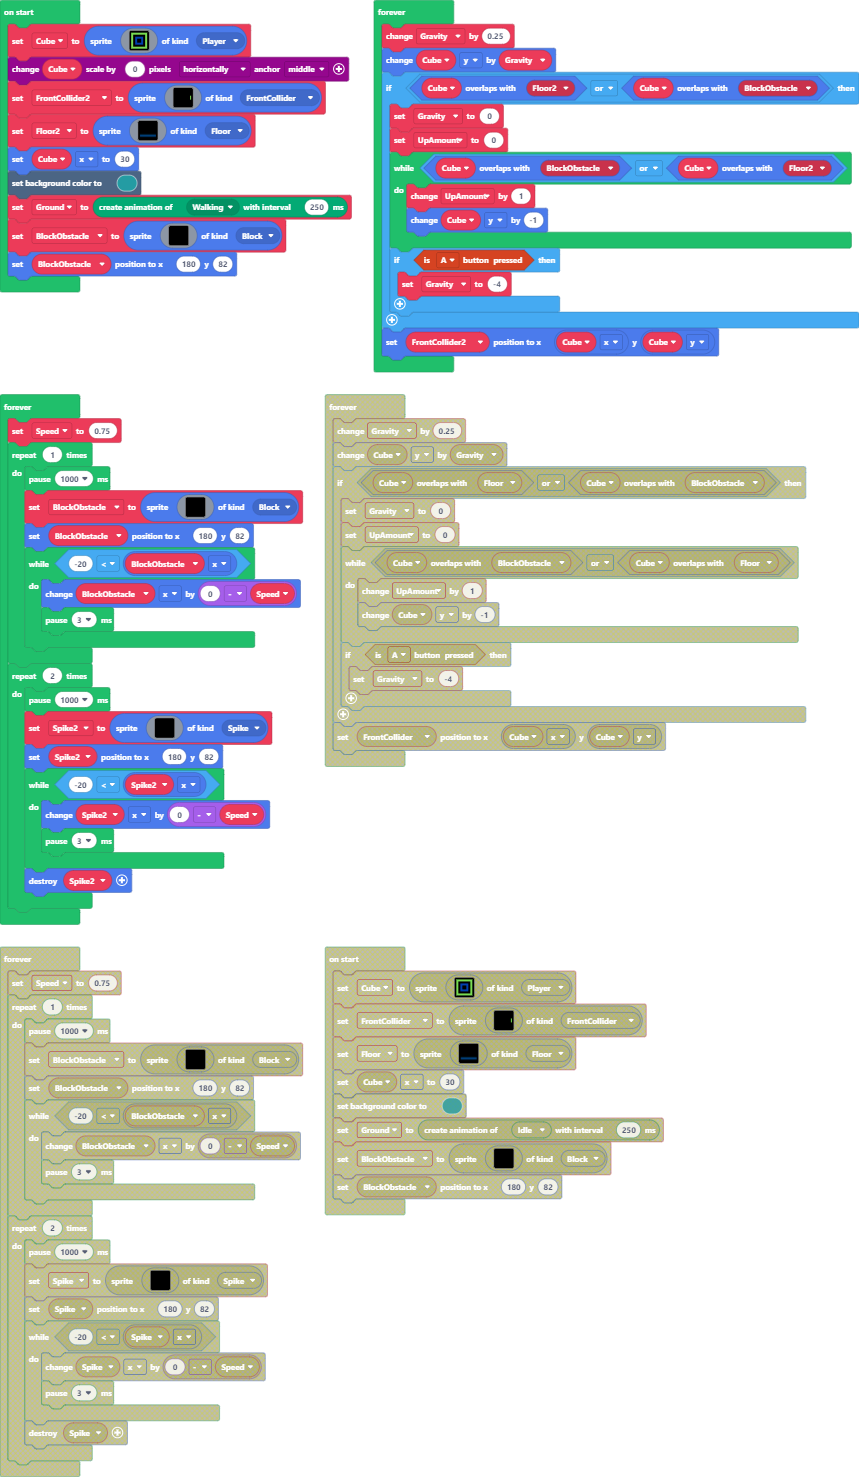 on start
set Cube to sprite of kind Player
change Cube scale by 0 pixels horizontally anchor middle
set FrontCollider2 to sprite of kind FrontCollider
set Floor2 to sprite of kind Floor
set Cube x to 30
set background color to
set Ground to create animation of Walking with interval 250 ms
set BlockObstacle to sprite of kind Block
set BlockObstacle position to x 180 y 82
forever
change Gravity by 0.25
change Cube y by Gravity
if Cube overlaps with Floor2 or Cube overlaps with BlockObstacle then
set Gravity to 0
set UpAmount to 0
while Cube overlaps with BlockObstacle or Cube overlaps with Floor2
do
change UpAmount by 1
change Cube y by -1
if is A button pressed then
set Gravity to -4
set FrontCollider2 position to x Cube x y Cube y
forever
set Speed to 0.75
repeat 1 times
do
pause 1000 ms
set BlockObstacle to sprite of kind Block
set BlockObstacle position to x 180 y 82
while -20 < BlockObstacle x
do
change BlockObstacle x by 0 - Speed
pause 3 ms
repeat 2 times
do
pause 1000 ms
set Spike2 to sprite of kind Spike
set Spike2 position to x 180 y 82
while -20 < Spike2 x
do
change Spike2 x by 0 - Speed
pause 3 ms
destroy Spike2
forever
change Gravity by 0.25
change Cube y by Gravity
if Cube overlaps with Floor or Cube overlaps with BlockObstacle then
set Gravity to 0
set UpAmount to 0
while Cube overlaps with BlockObstacle or Cube overlaps with Floor
do
change UpAmount by 1
change Cube y by -1
if is A button pressed then
set Gravity to -4
set FrontCollider position to x Cube x y Cube y
forever
set Speed to 0.75
repeat 1 times
do
pause 1000 ms
set BlockObstacle to sprite of kind Block
set BlockObstacle position to x 180 y 82
while -20 < BlockObstacle x
do
change BlockObstacle x by 0 - Speed
pause 3 ms
repeat 2 times
do
pause 1000 ms
set Spike to sprite of kind Spike
set Spike position to x 180 y 82
while -20 < Spike x
do
change Spike x by 0 - Speed
pause 3 ms
destroy Spike
on start
set Cube to sprite of kind Player
set FrontCollider to sprite of kind FrontCollider
set Floor to sprite of kind Floor
set Cube x to 30
set background color to
set Ground to create animation of Idle with interval 250 ms
set BlockObstacle to sprite of kind Block
set BlockObstacle position to x 180 y 82